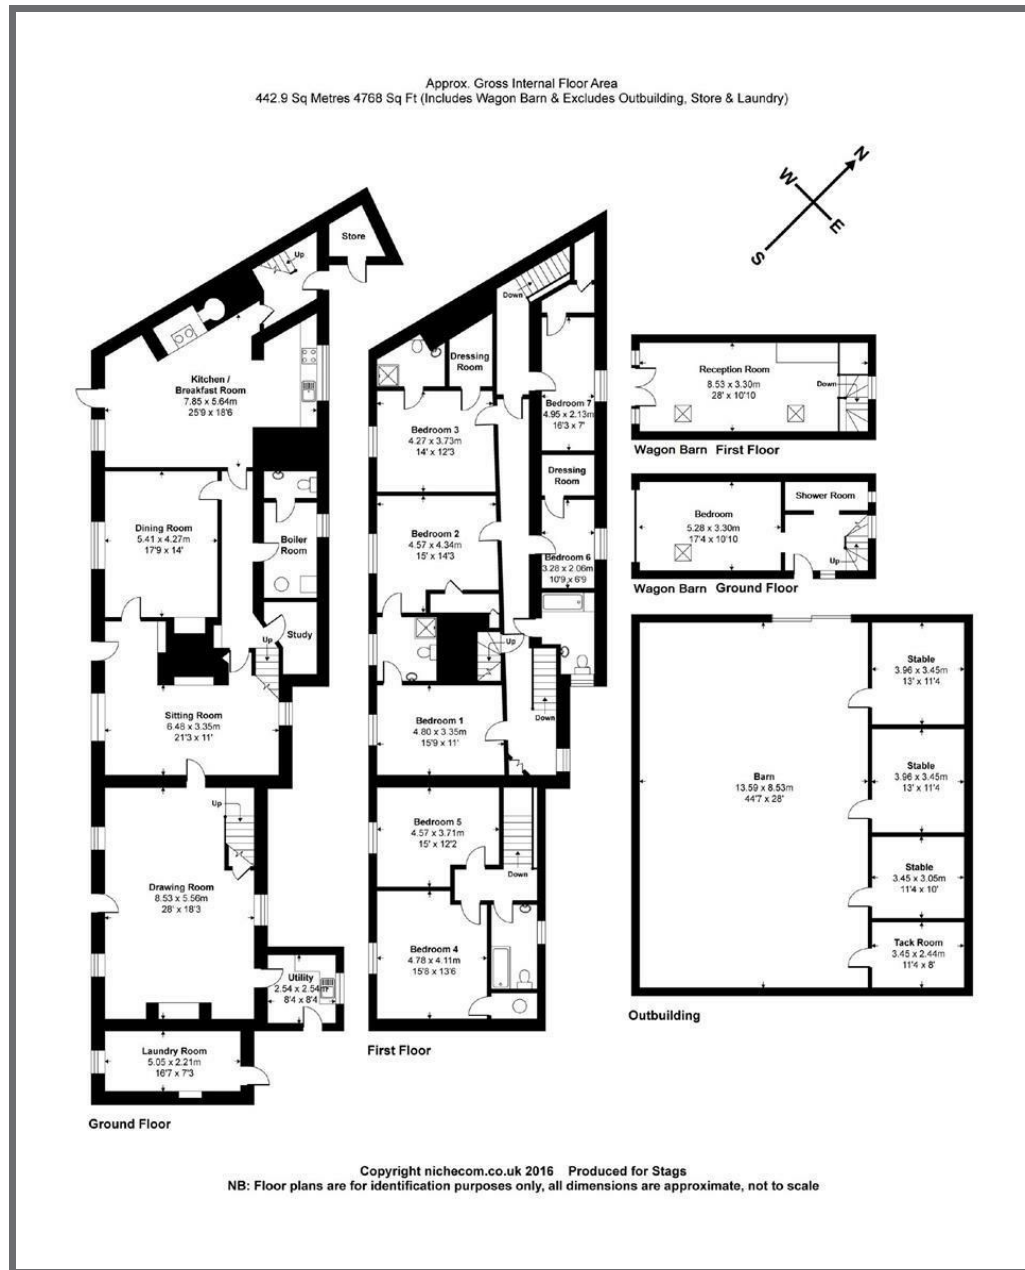 Approx. Gross Internal Floor Area
442.9 Sq Metres 4768 Sq Ft (Includes Wagon Barn & Excludes Outbuilding, Store & Laundry)
N
W
E
S
Store
Up
Kitchen /
Breakfast Room
7.85 x 5.64m
25'9 x 18'6
Dining Room
5.41 x 4.27m
17'9 x 14'
Boiler
Room
Up
Study
Sitting Room
6.48 x 3.35m
21'3 x 11'
Up
Drawing Room
8.53 x 5.56m
28' x 18'3
Utility
2.54 x 2.54m
8'4 x 8'4
Laundry Room
5.05 x 2.21m
16'7 x 7'3
Ground Floor
Down
Dressing
Room
Bedroom 7
4.95 x 2.13m
16'3 x 7'
Bedroom 3
4.27 x 3.73m
14' x 12'3
Dressing
Room
Bedroom 2
4.57 x 4.34m
15' x 14'3
Bedroom 6
3.28 x 2.06m
10'9 x 6'9
Up
Bedroom 1
4.80 x 3.35m
15'9 x 11'
Down
Bedroom 5
4.57 x 3.71m
15' x 12'2
Down
Bedroom 4
4.78 x 4.11m
15'8 x 13'6
First Floor
Reception Room
8.53 x 3.30m
28' x 10'10
Down
Wagon Barn First Floor
Shower Room
Bedroom
5.28 x 3.30m
17'4 x 10'10
Up
Wagon Barn Ground Floor
Stable
3.96 x 3.45m
13' x 11'4
Stable
3.96 x 3.45m
13' x 11'4
Barn
13.59 x 8.53m
44'7 x 28'
Stable
3.45 x 3.05m
11'4 x 10'
Tack Room
3.45 x 2.44m
11'4 x 8'
Outbuilding
Copyright nichecom.co.uk 2016 Produced for Stags
NB: Floor plans are for identification purposes only, all dimensions are approximate, not to scale